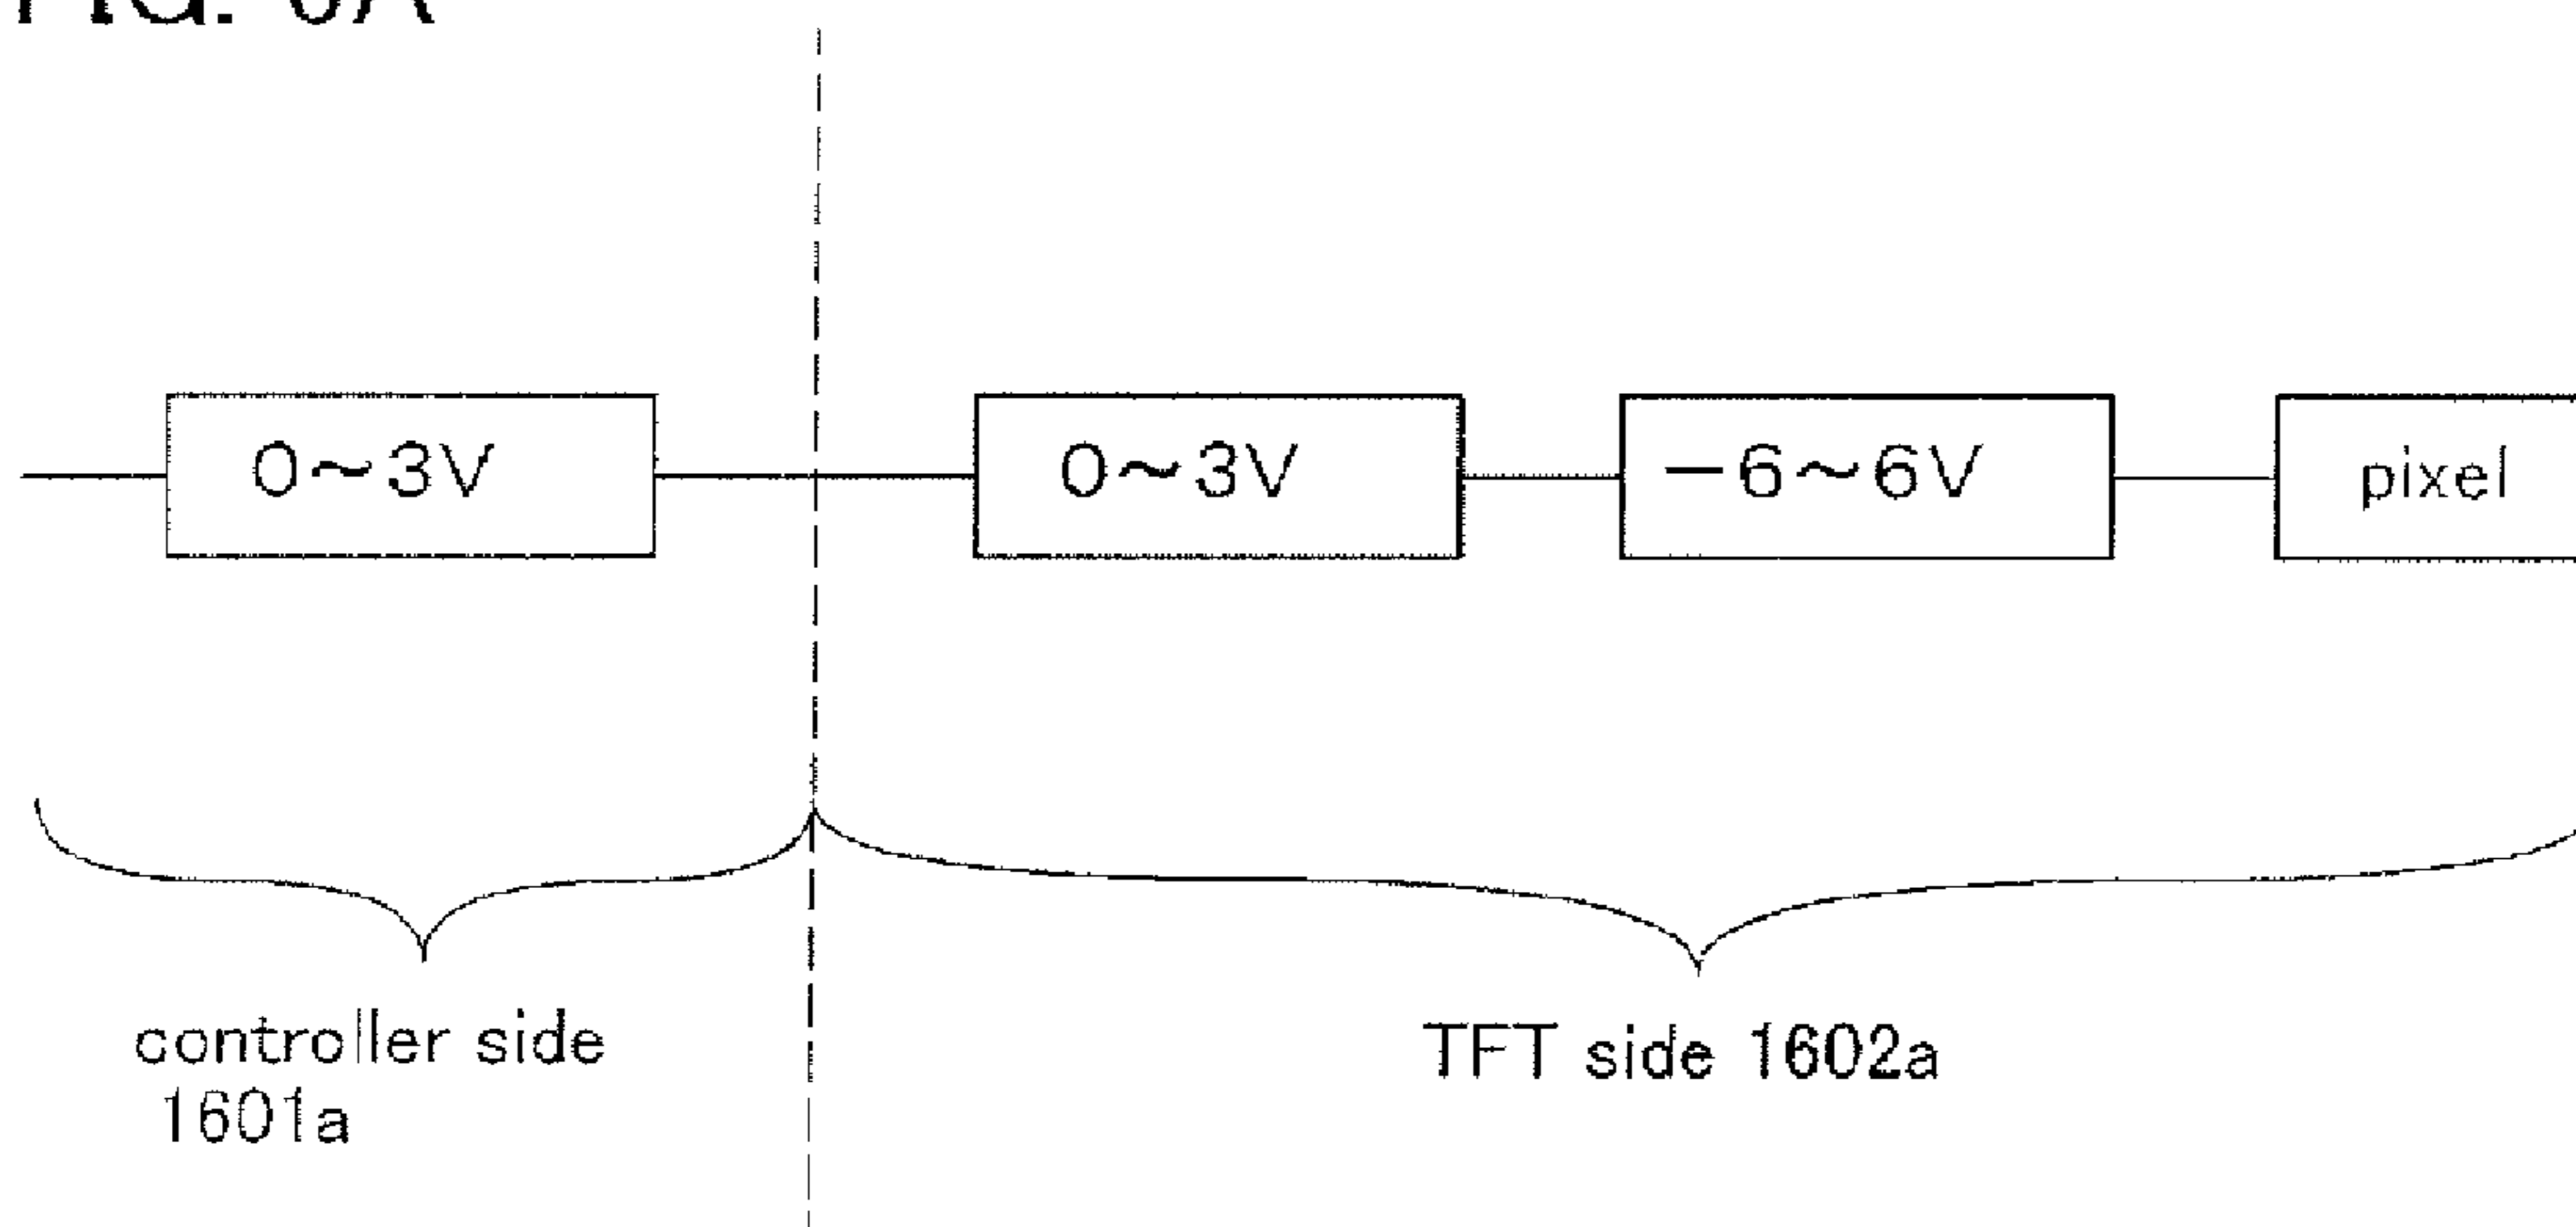 0~3V
0~3V
-6~6V
pixel
controller side
1601a
TFT side 1602a